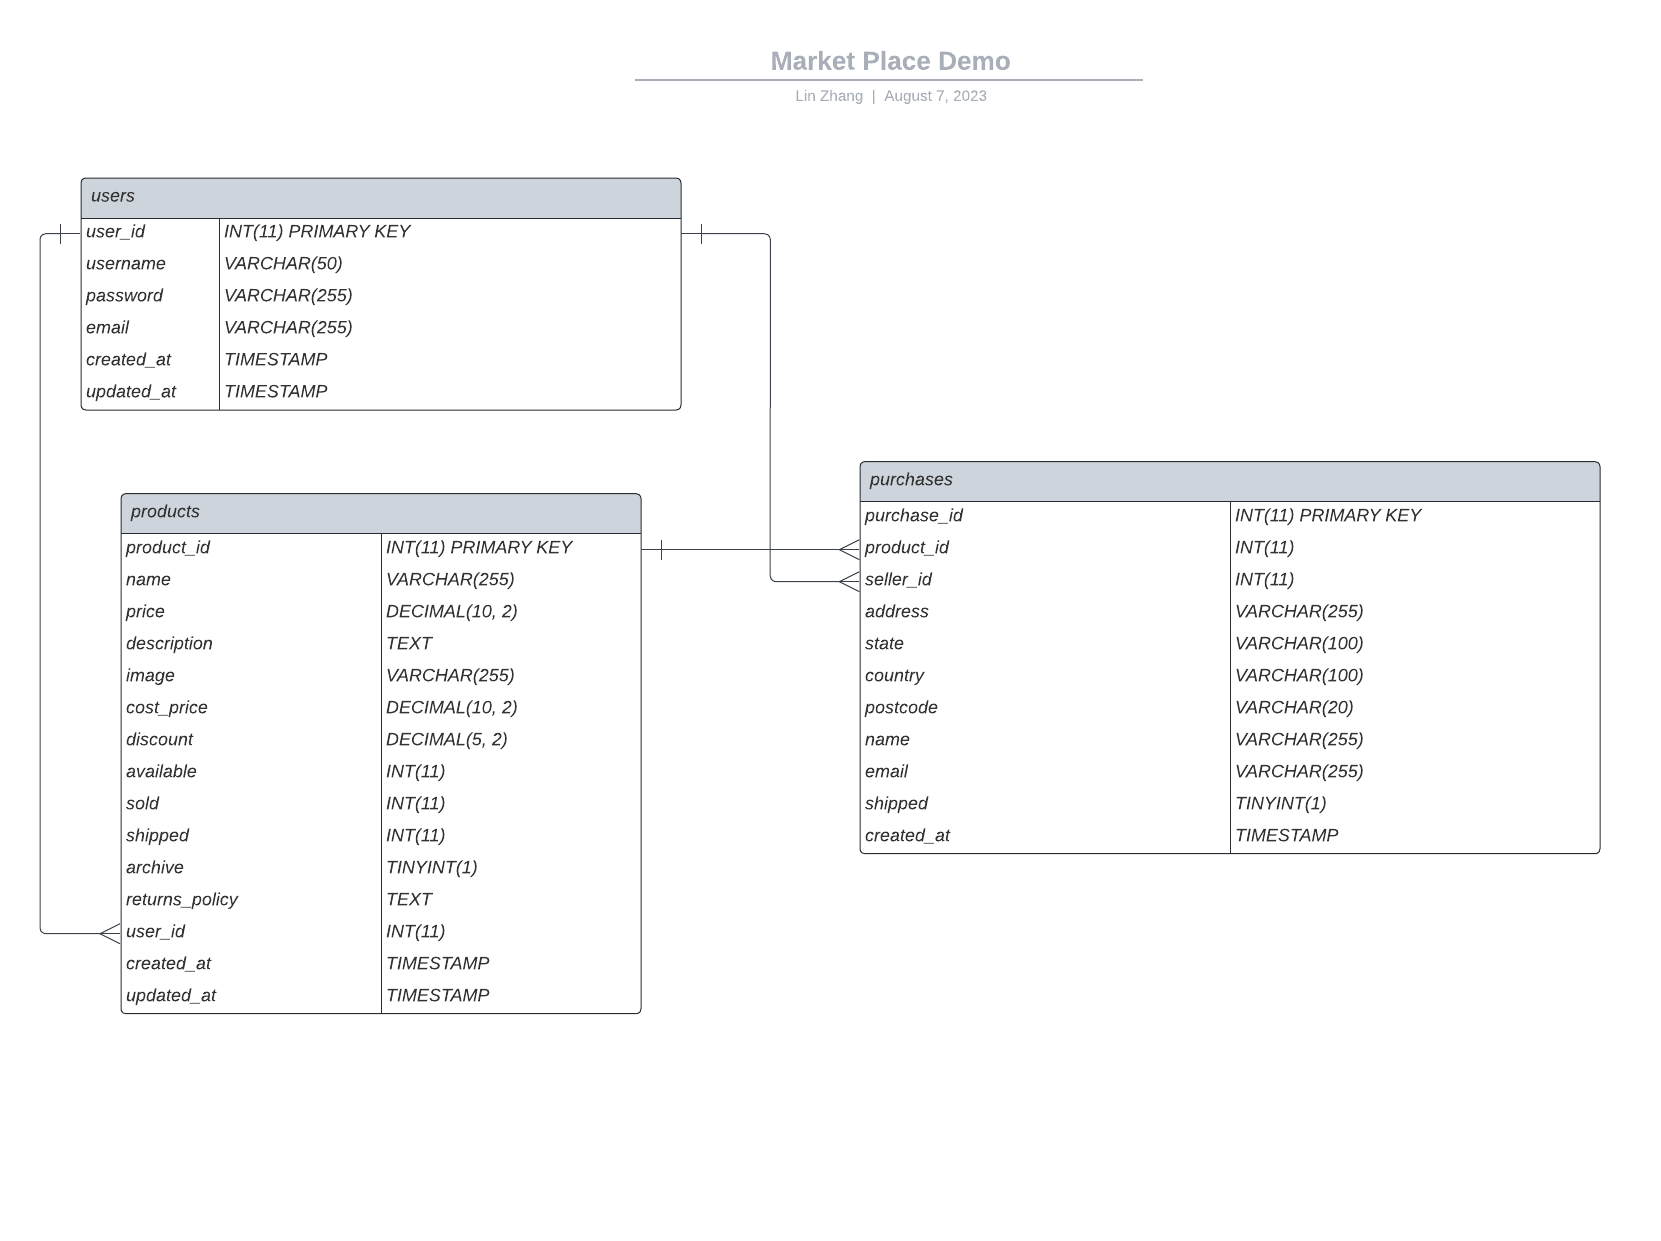 Market Place Demo
Lin Zhang | August 7, 2023
users
user_id INT(11) PRIMARY KEY
username VARCHAR(50)
password VARCHAR(255)
email VARCHAR(255)
created_at TIMESTAMP
updated_at TIMESTAMP
products
product_id INT(11) PRIMARY KEY
name VARCHAR(255)
price DECIMAL(10, 2)
description TEXT
image VARCHAR(255)
cost_price DECIMAL(10, 2)
discount DECIMAL(5, 2)
available INT(11)
sold INT(11)
shipped INT(11)
archive TINYINT(1)
returns_policy TEXT
user_id INT(11)
created_at TIMESTAMP
updated_at TIMESTAMP
purchases
purchase_id INT(11) PRIMARY KEY
product_id INT(11)
seller_id INT(11)
address VARCHAR(255)
state VARCHAR(100)
country VARCHAR(100)
postcode VARCHAR(20)
name VARCHAR(255)
email VARCHAR(255)
shipped TINYINT(1)
created_at TIMESTAMP